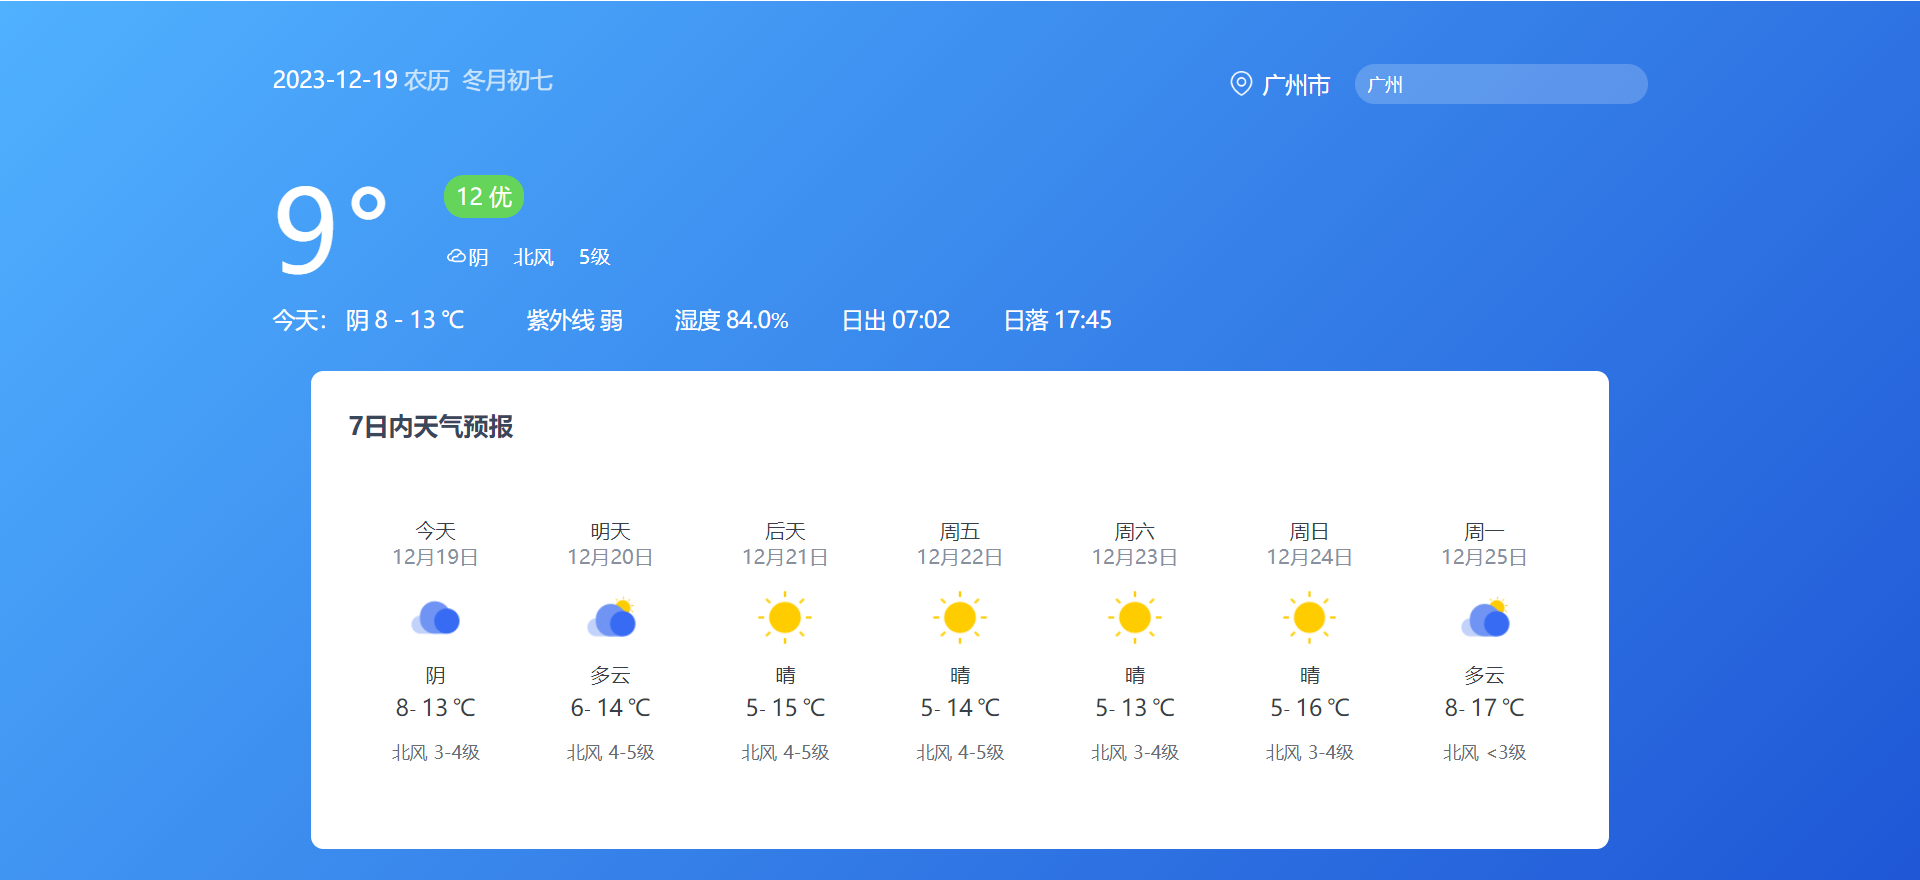 2023-12-19 农历 冬月初七
广州市 广州
9°
12 优
阴 北风 5级
今天： 阴 8 - 13 ℃ 紫外线 弱 湿度 84.0% 日出 07:02 日落 17:45
7日内天气预报
今天 明天 后天 周五 周六 周日 周一
12月19日 12月20日 12月21日 12月22日 12月23日 12月24日 12月25日
阴 多云 晴 晴 晴 晴 多云
8- 13 ℃ 6- 14 ℃ 5- 15 ℃ 5- 14 ℃ 5- 13 ℃ 5- 16 ℃ 8- 17 ℃
北风 3-4级 北风 4-5级 北风 4-5级 北风 4-5级 北风 3-4级 北风 3-4级 北风 <3级